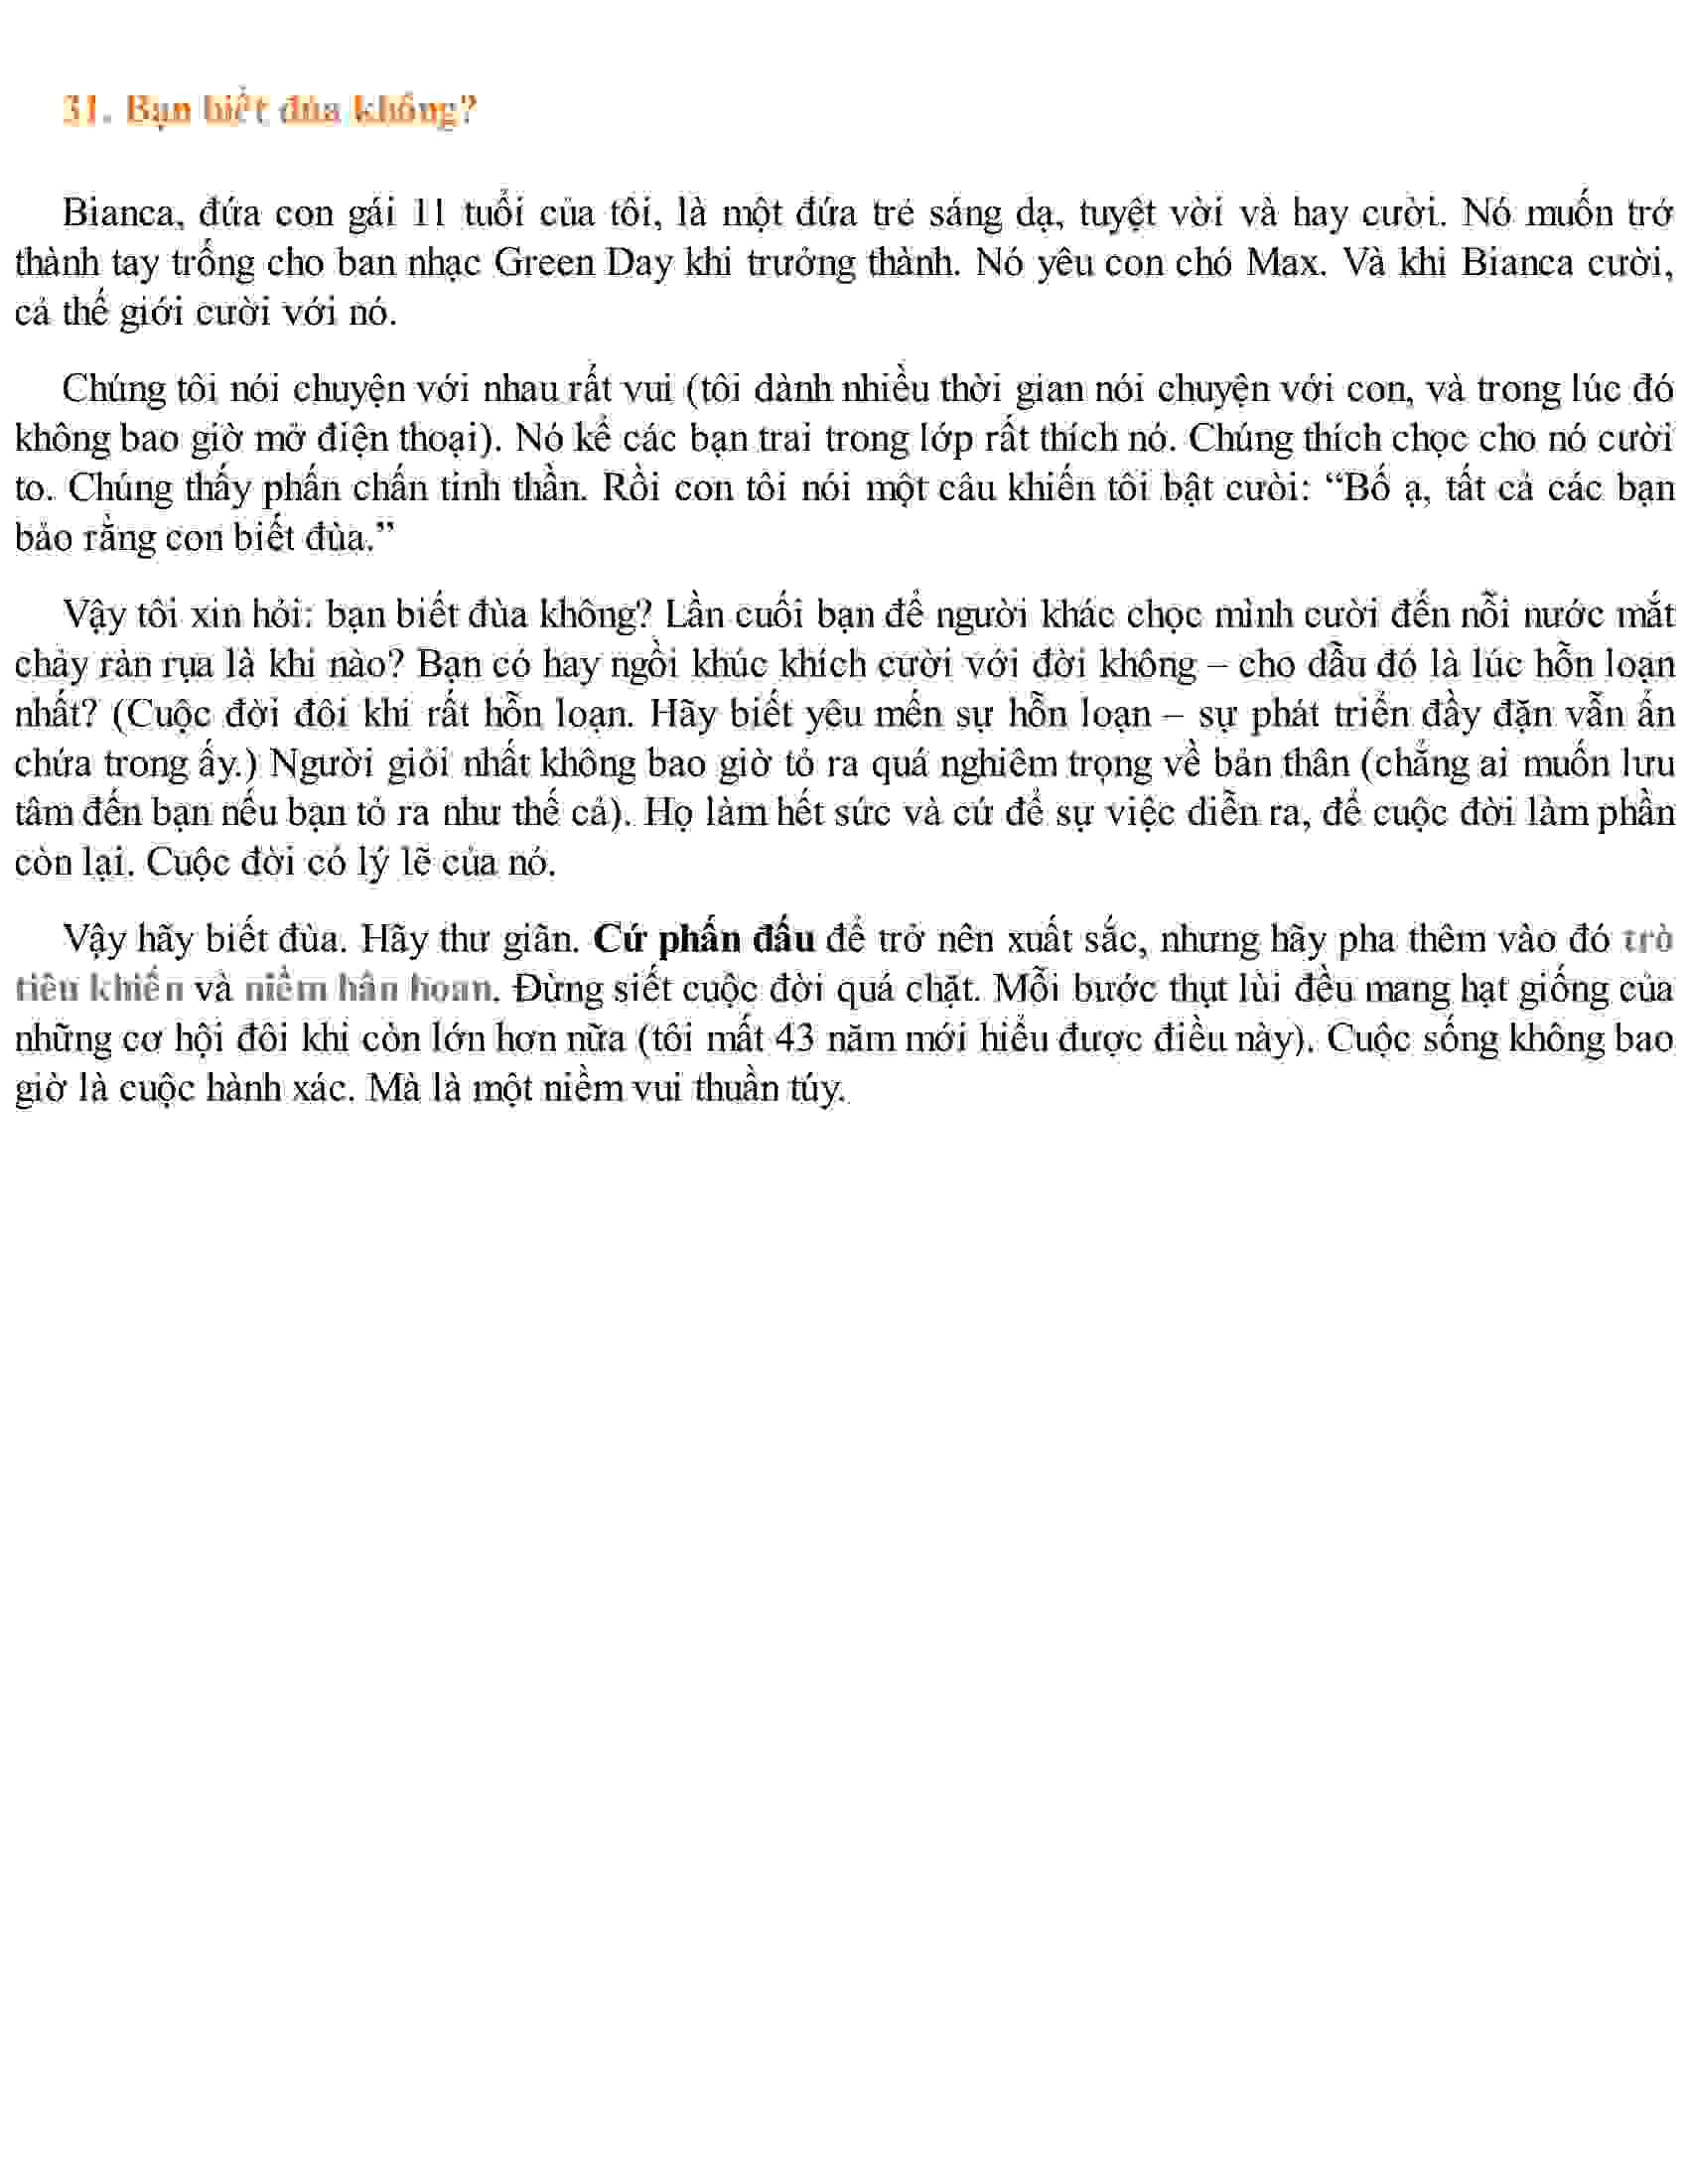 31. Bạn biết đùa không?
Bianca, đứa con gái 11 tuổi của tôi, là một đứa trẻ sáng dạ, tuyệt vời và hay cười. Nó muốn trở
thành tay trống cho ban nhạc Green Day khi trưởng thành. Nó yêu con chó Max. Và khi Bianca cười,
cả thế giới cười với nó.
Chúng tôi nói chuyện với nhau rất vui (tôi dành nhiều thời gian nói chuyện với con, và trong lúc đó
không bao giờ mở điện thoại). Nó kể các bạn trai trong lớp rất thích nó. Chúng thích chọc cho nó cười
to. Chúng thấy phấn chấn tinh thần. Rồi con tôi nói một câu khiến tôi bật cười: “Bố ạ, tất cả các bạn
bảo rằng con biết đùa.”
Vậy tôi xin hỏi: bạn biết đùa không? Lần cuối bạn để người khác chọc mình cười đến nỗi nước mắt
chảy ràn rụa là khi nào? Bạn có hay ngồi khúc khích cười với đời không – cho dẫu đó là lúc hỗn loạn
nhất? (Cuộc đời đôi khi rất hỗn loạn. Hãy biết yêu mến sự hỗn loạn – sự phát triển đầy đặn vẫn ẩn
chứa trong ấy.) Người giỏi nhất không bao giờ tỏ ra quá nghiêm trọng về bản thân (chẳng ai muốn lưu
tâm đến bạn nếu bạn tỏ ra như thế cả). Họ làm hết sức và cứ để sự việc diễn ra, để cuộc đời làm phần
còn lại. Cuộc đời có lý lẽ của nó.
Vậy hãy biết đùa. Hãy thư giãn. Cứ phấn đấu để trở nên xuất sắc, nhưng hãy pha thêm vào đó trò
tiêu khiển và niềm hân hoan. Đừng siết cuộc đời quá chặt. Mỗi bước thụt lùi đều mang hạt giống của
những cơ hội đôi khi còn lớn hơn nữa (tôi mất 43 năm mới hiểu được điều này). Cuộc sống không bao
giờ là cuộc hành xác. Mà là một niềm vui thuần túy.